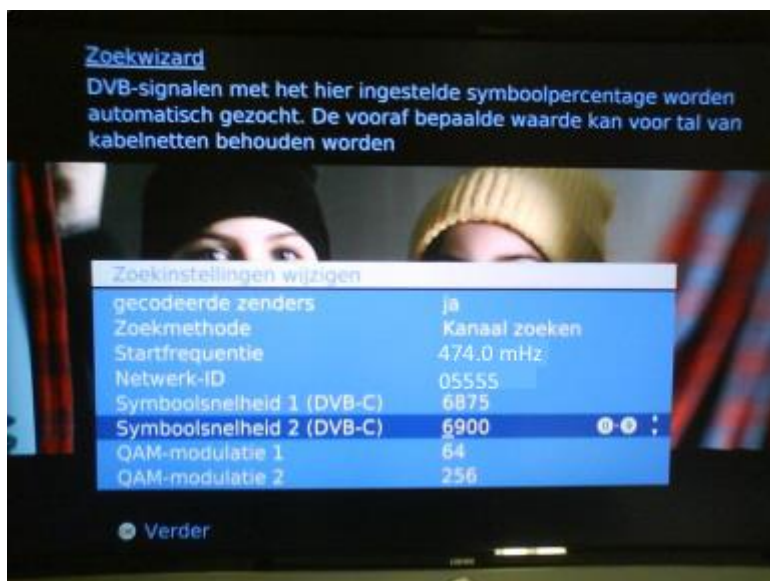 Zoekwizard
DVB-signalen met het hier ingestelde symboolpercentage worden
automatisch gezocht. De vooraf bepaalde waarde kan voor tal van
kabelnetten behouden worden
Zoekinstellingen wijzigen
gecodeerde zenders ja
Zoekmethode Kanaal zoeken
Startfrequentie 474.0 mHz
Netwerk-ID 05555
Symboolsnelheid 1 (DVB-C) 6875
Symboolsnelheid 2 (DVB-C) 6900 0-9
QAM-modulatie 1 64
QAM-modulatie 2 256
Verder